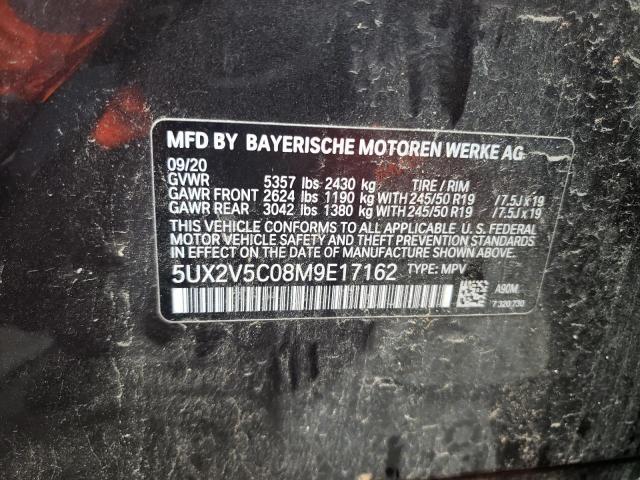 MFD BY BAYERISCHE MOTOREN WERKE AG
09/20
GVWR 5357 lbs 2430 kg TIRE / RIM
GAWR FRONT 2624 lbs 1190 kg WITH 245/50 R19 /7.5J x 19
GAWR REAR 3042 lbs 1380 kg WITH 245/50 R19 /7.5J x 19
THIS VEHICLE CONFORMS TO ALL APPLICABLE U. S. FEDERAL
MOTOR VEHICLE SAFETY AND THEFT PREVENTION STANDARDS
IN EFFECT ON THE DATE OF MANUFACTURE SHOWN ABOVE.
5UX2V5C08M9E17162 TYPE: MPV
A90M
7 320 730